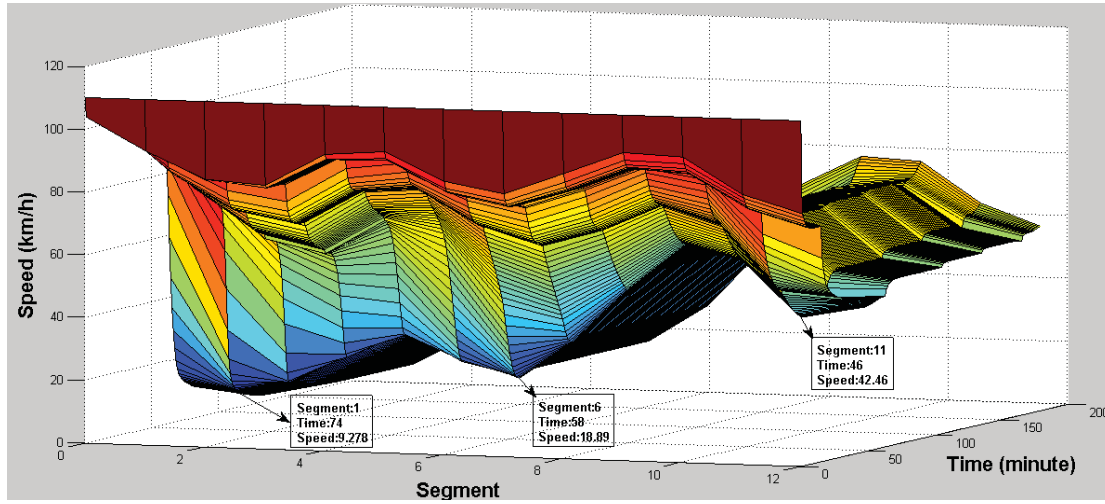 120
100
80
60
40
20
0
Speed (km/h)
0
2
4
6
8
10
12
Segment
0
50
100
150
200
Time (minute)
Segment:1
Time:74
Speed:9.278
Segment:6
Time:58
Speed:18.89
Segment:11
Time:46
Speed:42.46